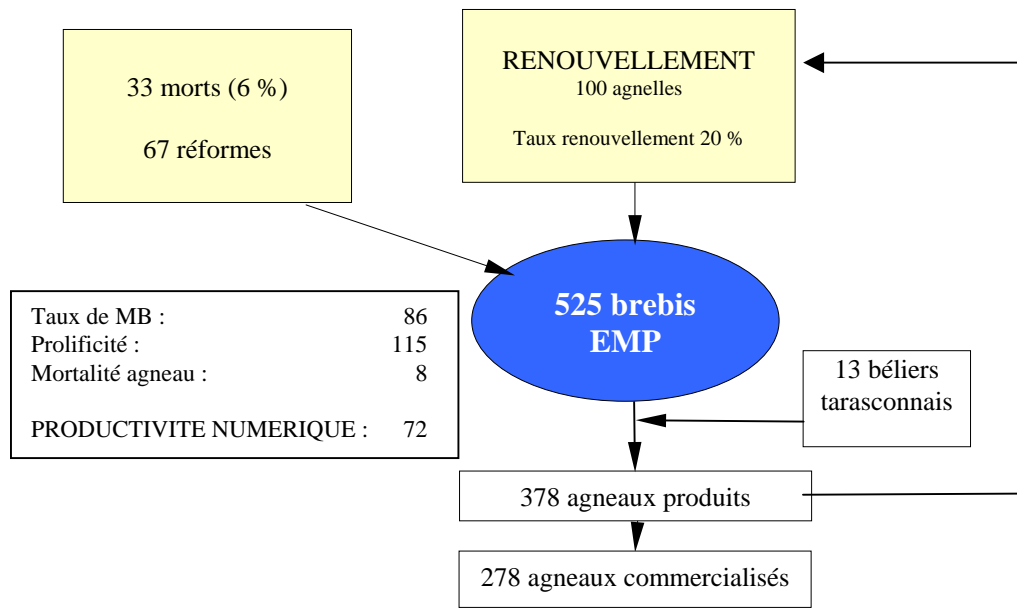 33 morts (6 %)
67 réformes
RENOUVELLEMENT
100 agnelles
Taux renouvellement 20 %
525 brebis
EMP
Taux de MB : 86
Prolificité : 115
Mortalité agneau : 8
PRODUCTIVITE NUMERIQUE : 72
13 béliers
tarasconnais
378 agneaux produits
278 agneaux commercialisés